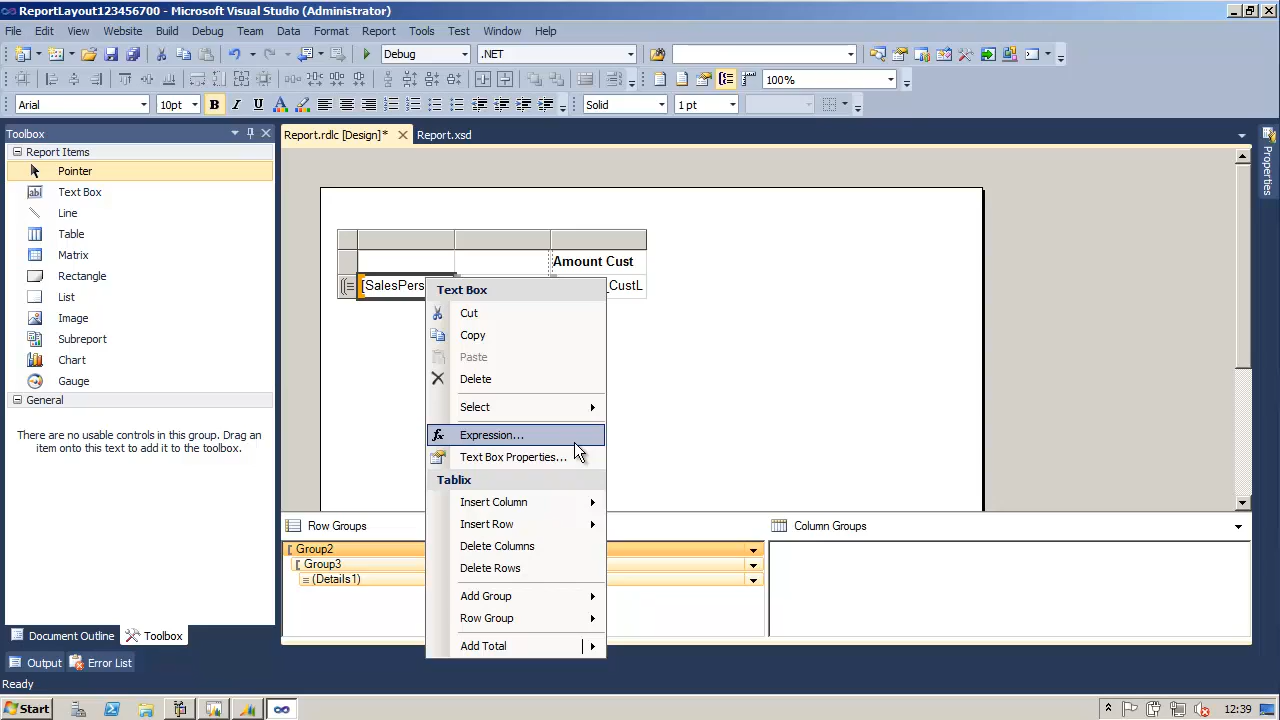 ReportLayout123456700 - Microsoft Visual Studio (Administrator)
File Edit View Website Build Debug Team Data Format Report Tools Test Window Help
Debug .NET
100%
Arial 10pt B I U A Solid 1 pt
Toolbox
Report.rdlc [Design]* Report.xsd
Properties
Report Items
Pointer
Text Box
Line
Table
Matrix
Rectangle
List
Image
Subreport
Chart
Gauge
General
There are no usable controls in this group. Drag an
item onto this text to add it to the toolbox.
Amount Cust
[SalesPers
_CustL
Text Box
Cut
Copy
Paste
Delete
Select
Expression...
Text Box Properties...
Tablix
Insert Column
Insert Row
Delete Columns
Delete Rows
Add Group
Row Group
Add Total
Row Groups
Column Groups
Group2
Group3
(Details1)
Document Outline Toolbox
Output Error List
Ready
Start
12:39